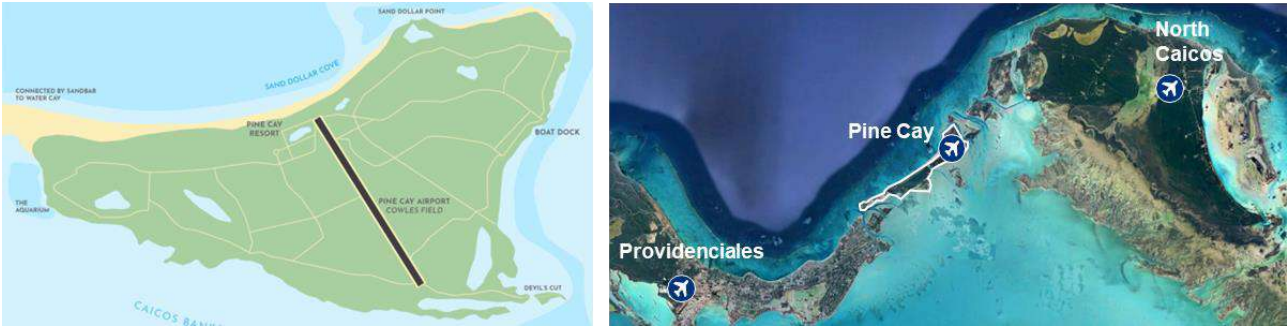 SAND DOLLAR POINT
SAND DOLLAR COVE
CONNECTED BY SANDBAR
TO WATER CAY
PINE CAY
RESORT
BOAT DOCK
THE
AQUARIUM
PINE CAY AIRPORT
COWLES FIELD
DEVIL'S CUT
CAICOS BAN
North
Caicos
Pine Cay
Providenciales